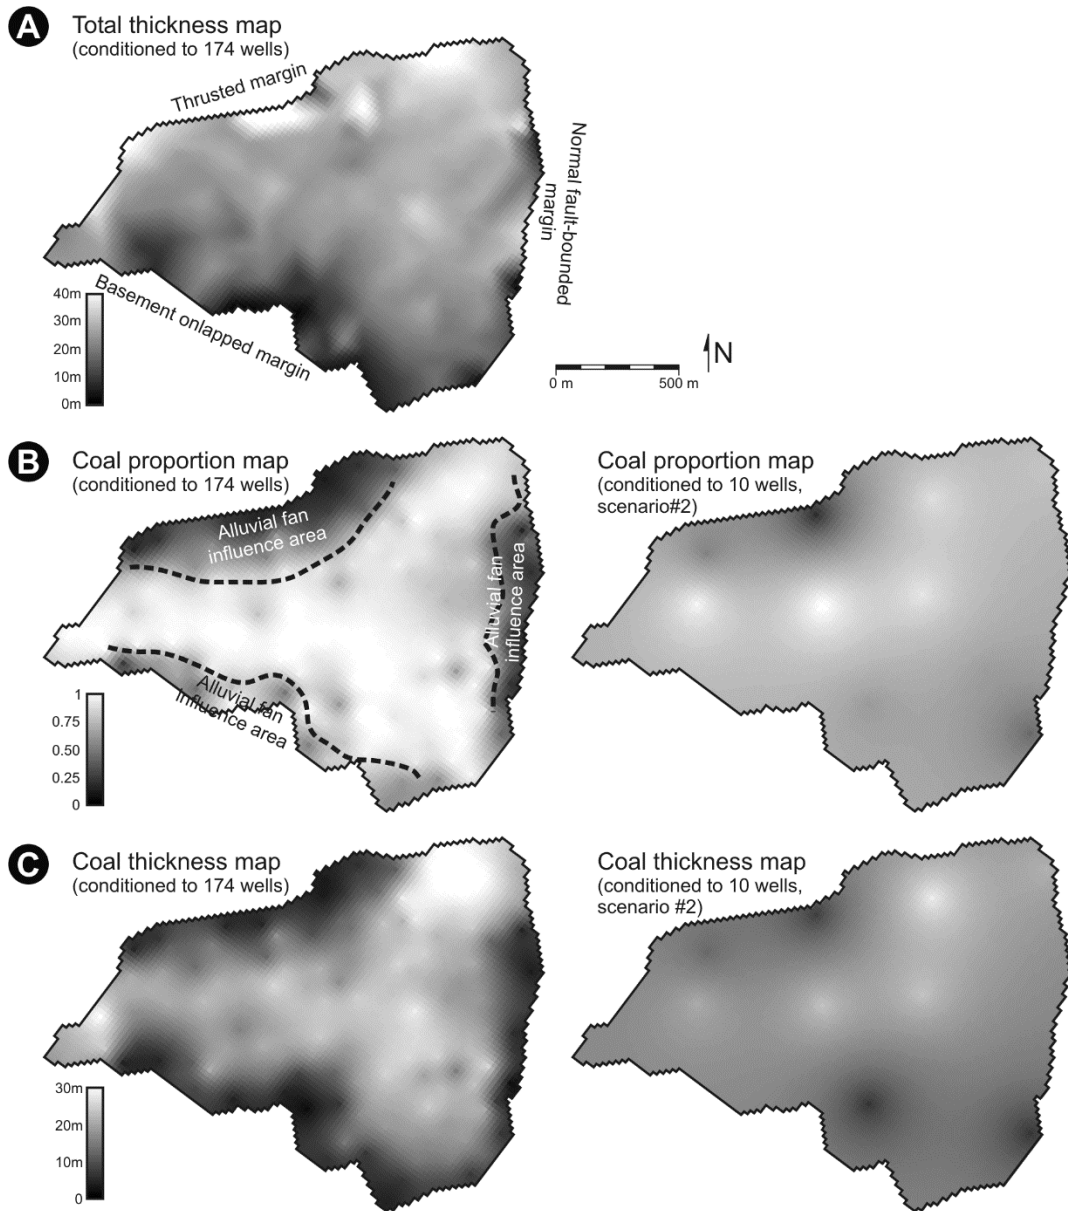 A
Total thickness map
(conditioned to 174 wells)
Thrusted margin
Normal fault-bounded
margin
Basement onlapped margin
40m
30m
20m
10m
0m
0 m
500 m
N
B
Coal proportion map
(conditioned to 174 wells)
Alluvial fan
influence area
Alluvial fan
influence area
Alluvial fan
influence area
1
0.75
0.50
0.25
0
Coal proportion map
(conditioned to 10 wells,
scenario#2)
C
Coal thickness map
(conditioned to 174 wells)
30m
20m
10m
0
Coal thickness map
(conditioned to 10 wells,
scenario #2)